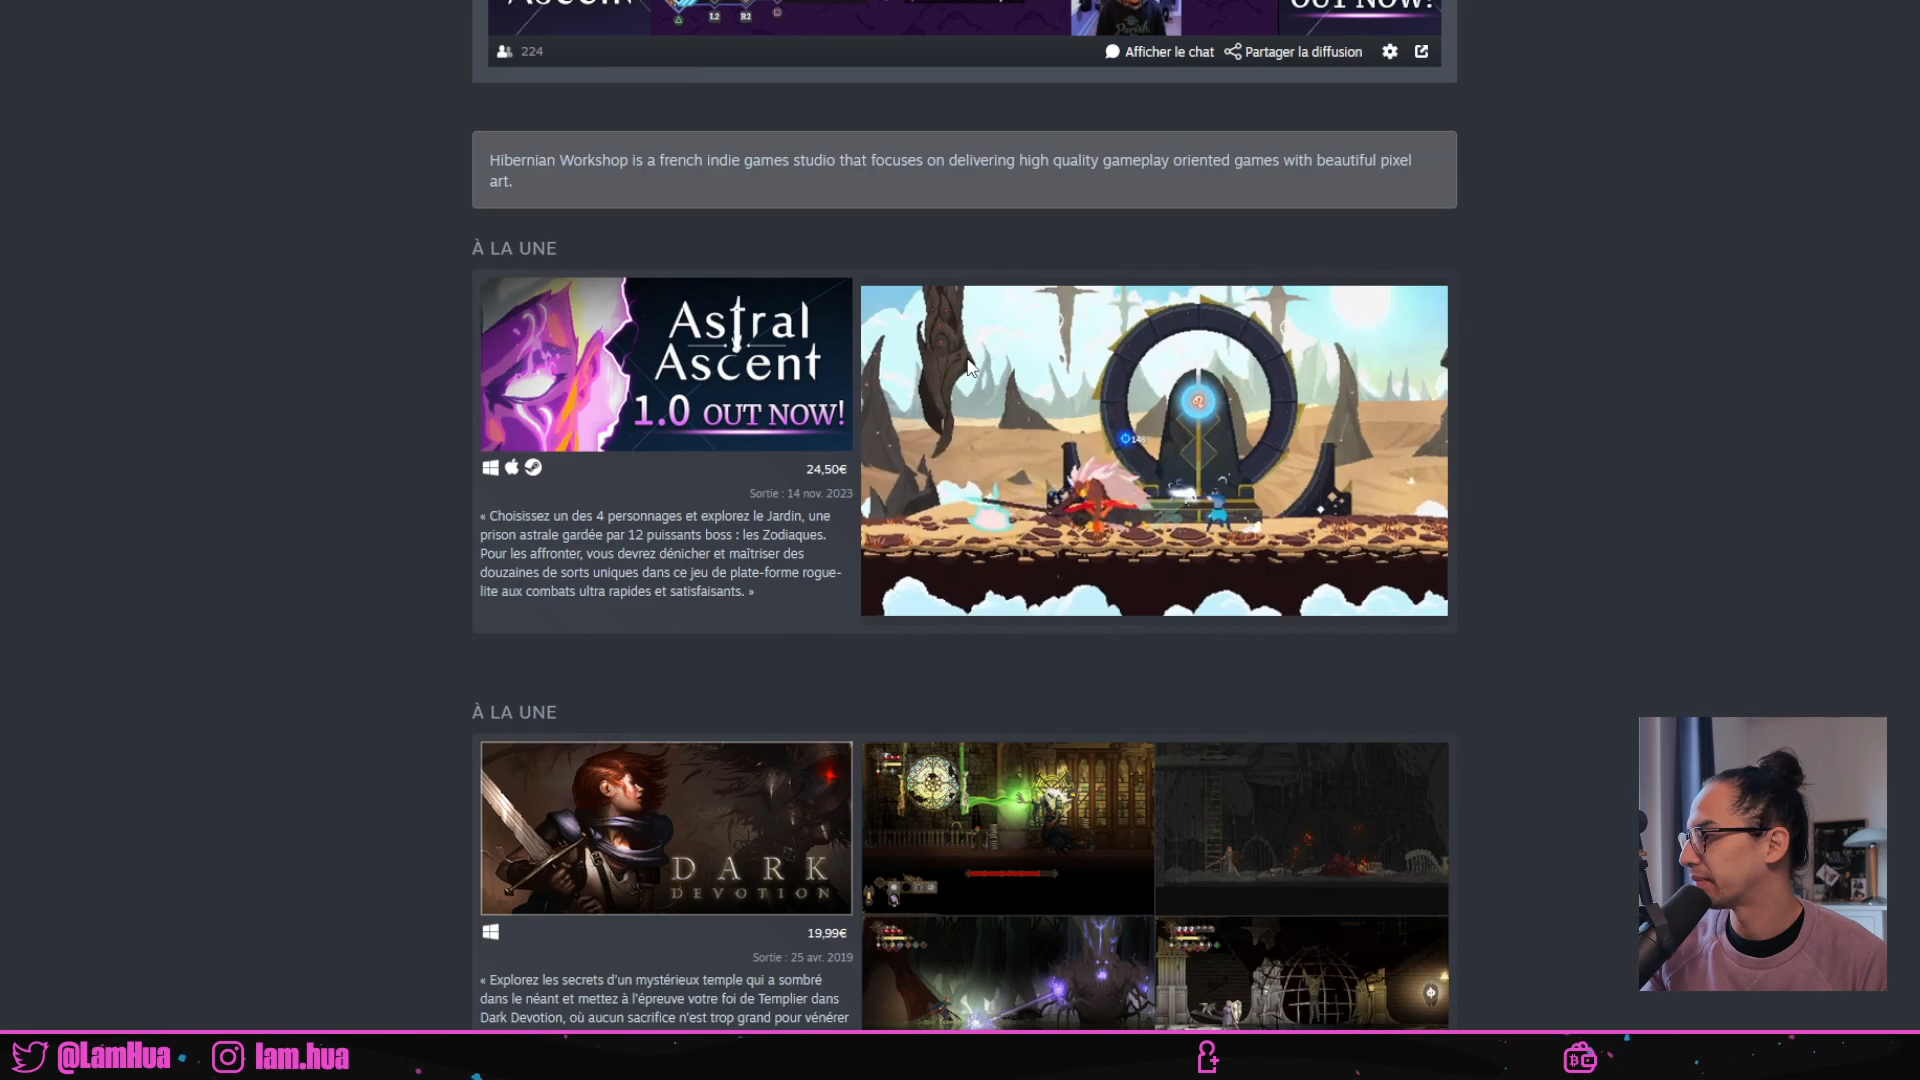 L2
R2
OUT NOW!
224
Afficher le chat
Partager la diffusion
Hibernian Workshop is a french indie games studio that focuses on delivering high quality gameplay oriented games with beautiful pixel
art.
À LA UNE
Astral
Ascent
1.0 OUT NOW!
24,50€
Sortie : 14 nov. 2023
« Choisissez un des 4 personnages et explorez le Jardin, une
prison astrale gardée par 12 puissants boss : les Zodiaques.
Pour les affronter, vous devrez dénicher et maîtriser des
douzaines de sorts uniques dans ce jeu de plate-forme rogue-
lite aux combats ultra rapides et satisfaisants. »
146
À LA UNE
DARK
DEVOTION
19,99€
Sortie : 25 avr. 2019
« Explorez les secrets d'un mystérieux temple qui a sombré
dans le néant et mettez à l'épreuve votre foi de Templier dans
Dark Devotion, où aucun sacrifice n'est trop grand pour vénérer
@LamHua
lam.hua